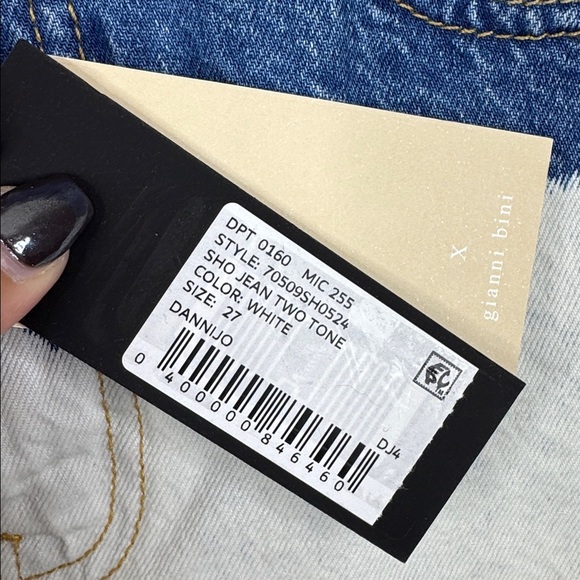 DPT 0160 MIC 255
STYLE: 70509SH0524
SHO JEAN TWO TONE
COLOR: WHITE
SIZE: 27
DANNIJO
0 400000 846460
DJ4
X
gianni bini